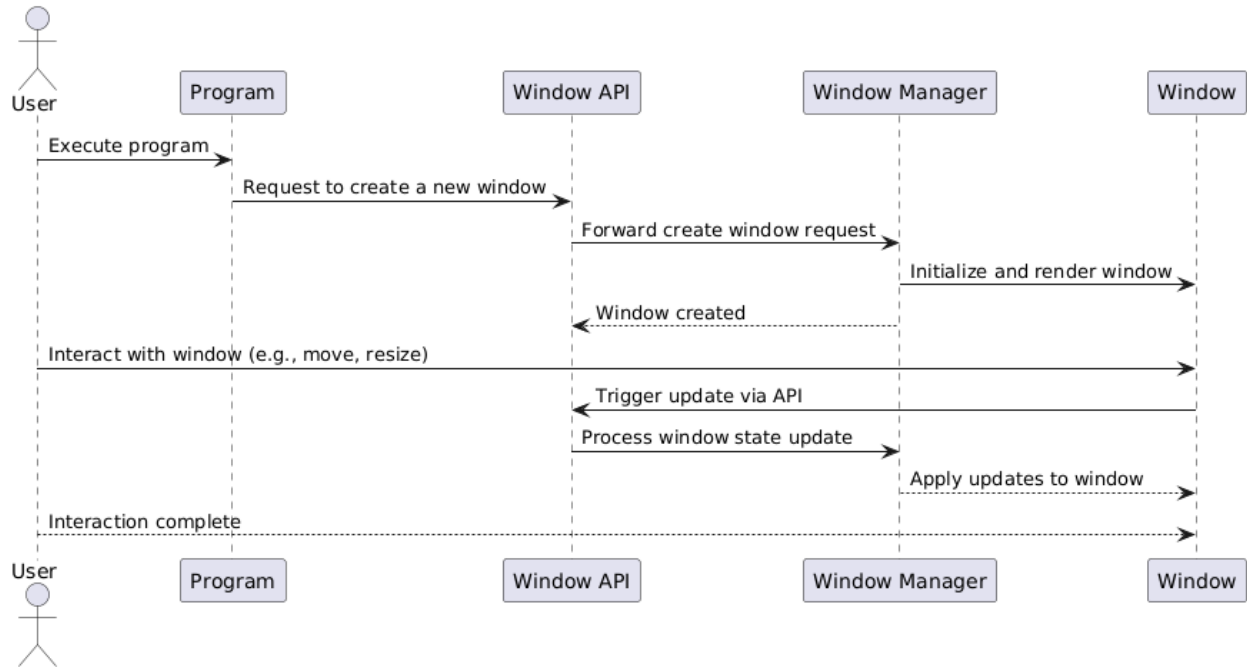 User
Program
Window API
Window Manager
Window
Execute program
Request to create a new window
Forward create window request
Initialize and render window
Window created
Interact with window (e.g., move, resize)
Trigger update via API
Process window state update
Apply updates to window
Interaction complete
User
Program
Window API
Window Manager
Window